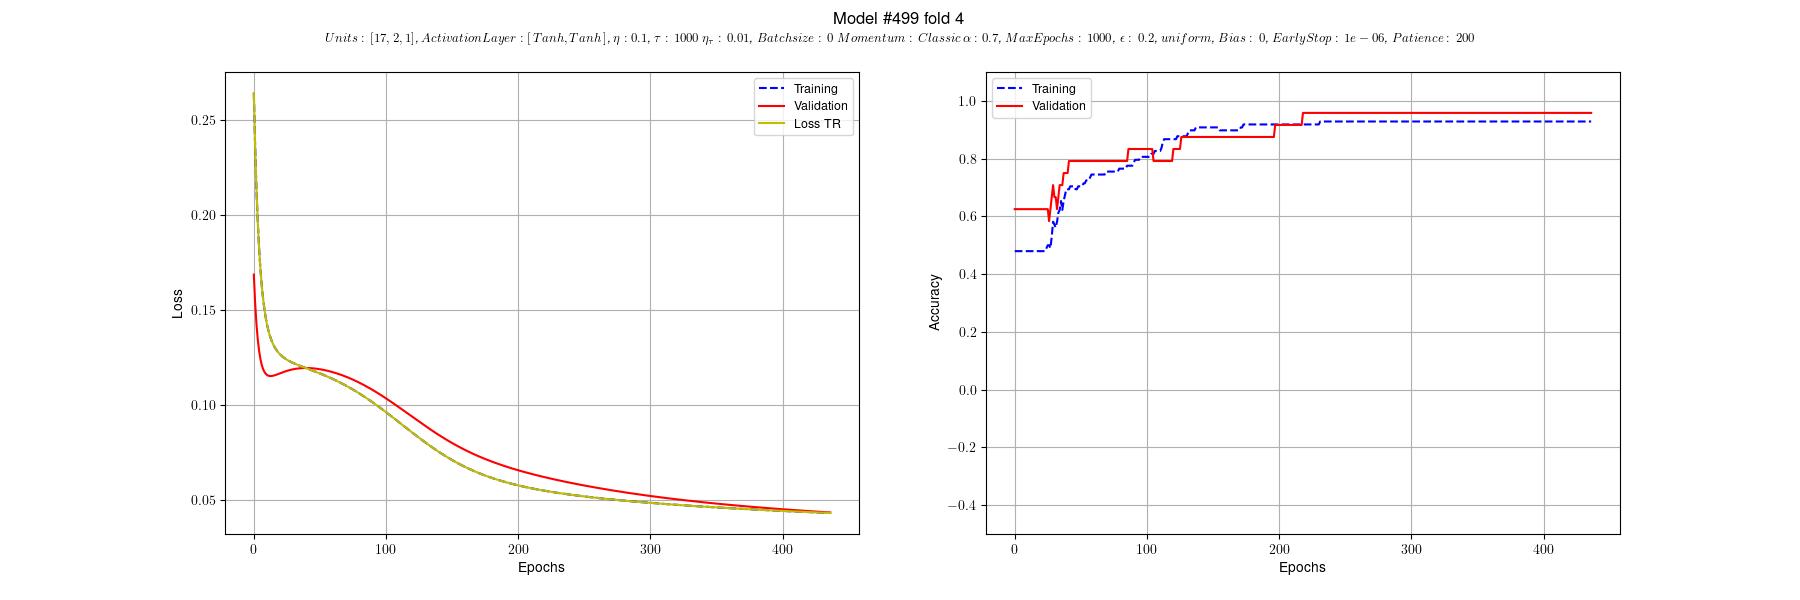 Model #499 fold 4
Units : [17, 2, 1], ActivationLayer : [Tanh, Tanh], η : 0.1, τ : 1000 ητ : 0.01, Batchsize : 0 Momentum : Classic α : 0.7, MaxEpochs : 1000, ϵ : 0.2, uniform, Bias : 0, EarlyStop : 1e − 06, Patience : 200
Training
Validation
Loss TR
0.25
0.20
0.15
0.10
0.05
Loss
0
100
200
300
400
Epochs
Training
Validation
1.0
0.8
0.6
0.4
0.2
0.0
−0.2
−0.4
Accuracy
0
100
200
300
400
Epochs